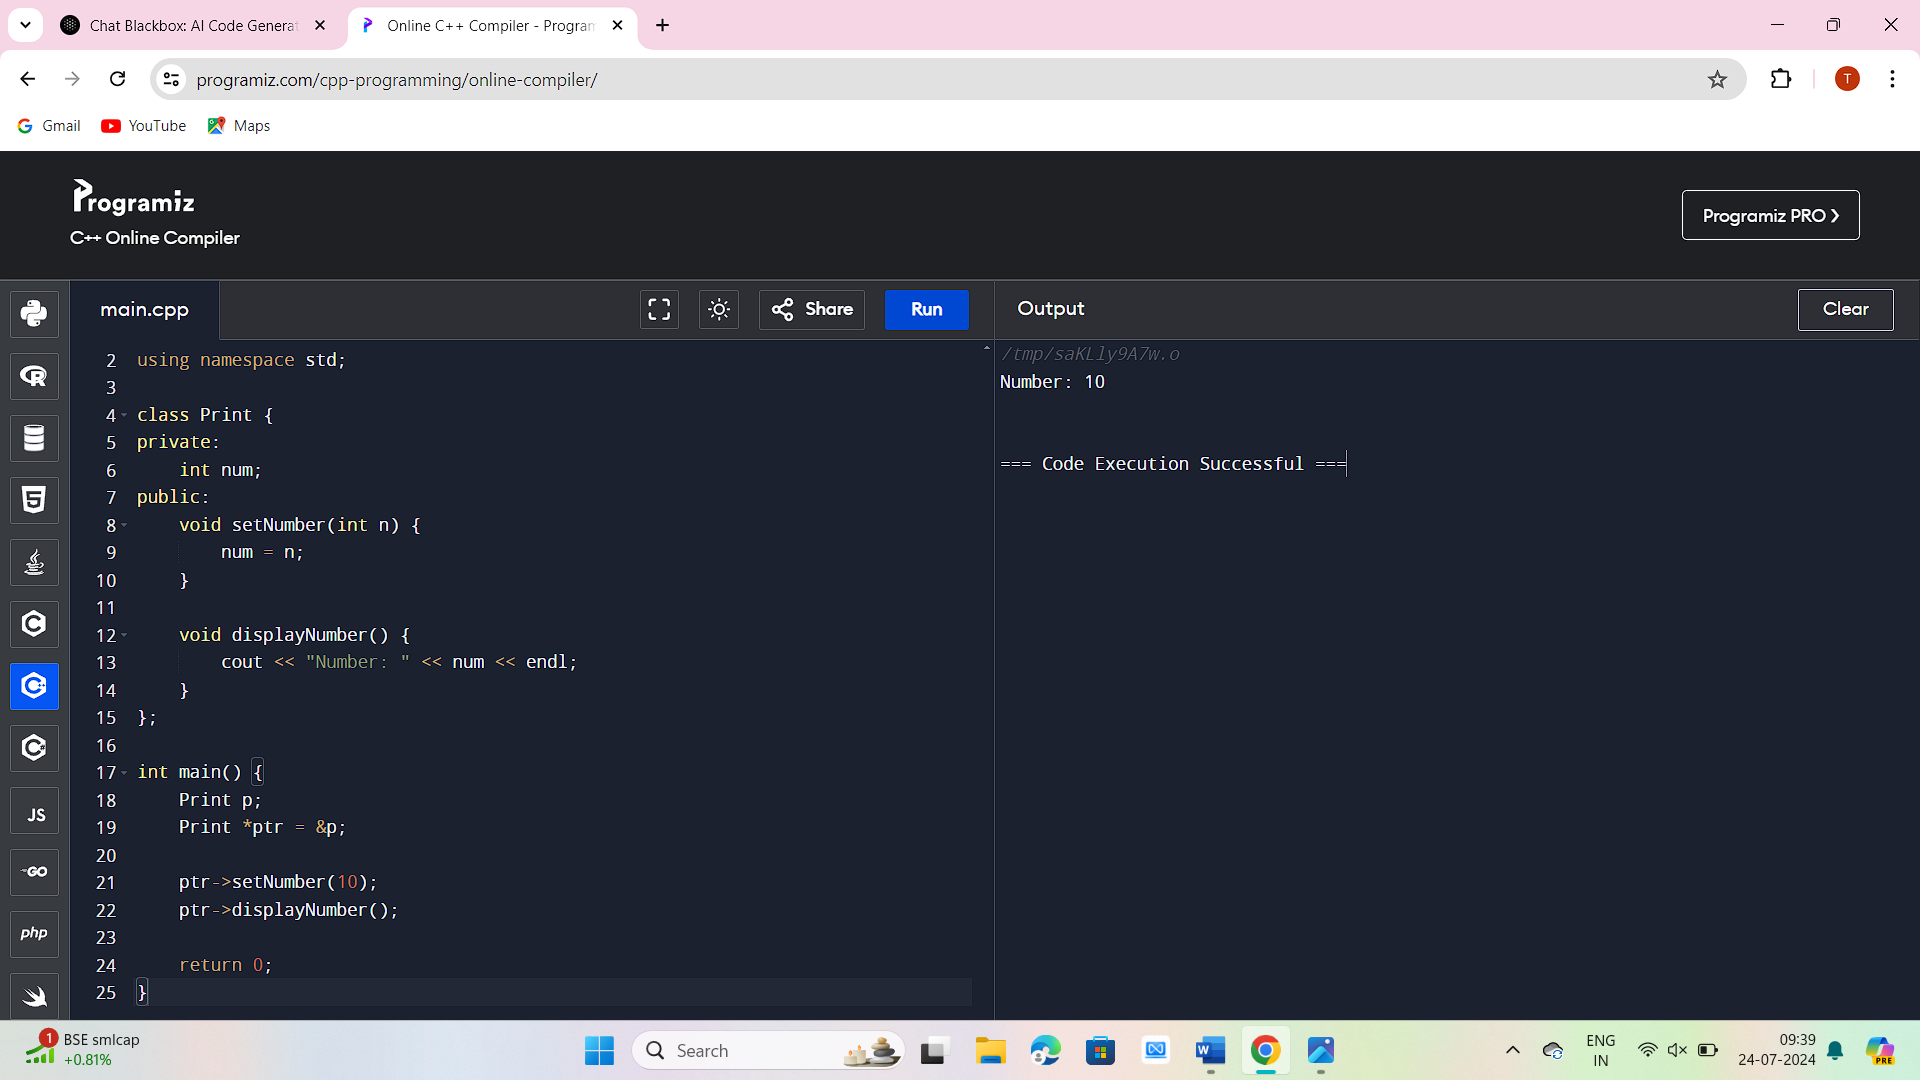 Chat Blackbox: AI Code Generat
Online C++ Compiler - Program
programiz.com/cpp-programming/online-compiler/
T
Gmail
YouTube
Maps
Programiz
C++ Online Compiler
Programiz PRO
main.cpp
Share
Run
Output
Clear
2 using namespace std;
3
4 class Print {
5 private:
6     int num;
7 public:
8     void setNumber(int n) {
9         num = n;
10     }
11
12     void displayNumber() {
13         cout << "Number: " << num << endl;
14     }
15 };
16
17 int main() {
18     Print p;
19     Print *ptr = &p;
20
21     ptr->setNumber(10);
22     ptr->displayNumber();
23
24     return 0;
25 }
/tmp/saKLly9A7w.o
Number: 10
=== Code Execution Successful ===
R
5
C
C++
C#
JS
GO
php
1
BSE smlcap
+0.81%
Search
W
ENG
IN
09:39
24-07-2024
PRE